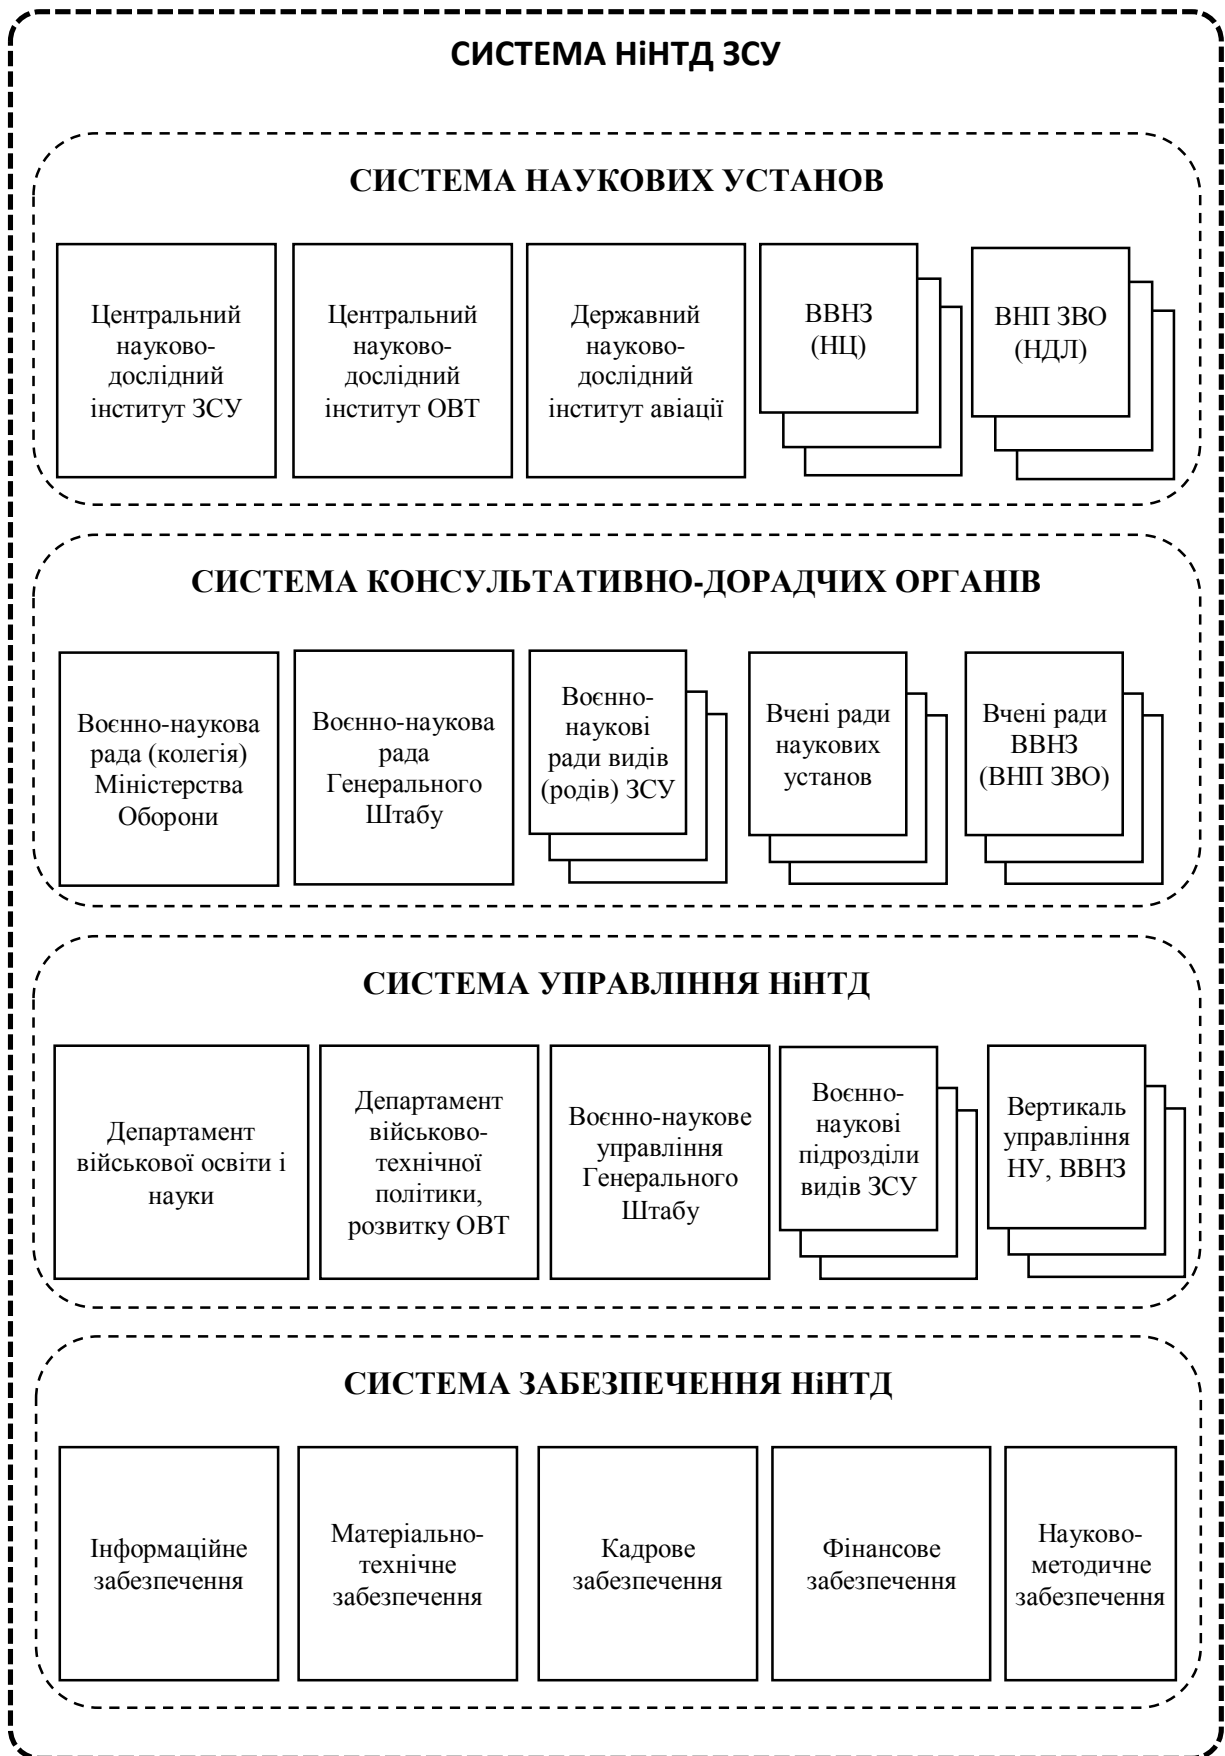 СИСТЕМА НіНТД ЗСУ
СИСТЕМА НАУКОВИХ УСТАНОВ
Центральний
науково-
дослідний
інститут ЗСУ
Центральний
науково-
дослідний
інститут ОВТ
Державний
науково-
дослідний
інститут авіації
ВВНЗ
(НЦ)
ВНП ЗВО
(НДЛ)
СИСТЕМА КОНСУЛЬТАТИВНО-ДОРАДЧИХ ОРГАНІВ
Воєнно-наукова
рада (колегія)
Міністерства
Оборони
Воєнно-наукова
рада
Генерального
Штабу
Воєнно-
наукові
ради видів
(родів) ЗСУ
Вчені ради
наукових
установ
Вчені ради
ВВНЗ
(ВНП ЗВО)
СИСТЕМА УПРАВЛІННЯ НіНТД
Департамент
військової освіти і
науки
Департамент
військово-
технічної
політики,
розвитку ОВТ
Воєнно-наукове
управління
Генерального
Штабу
Воєнно-
наукові
підрозділи
видів ЗСУ
Вертикаль
управління
НУ, ВВНЗ
СИСТЕМА ЗАБЕЗПЕЧЕННЯ НіНТД
Інформаційне
забезпечення
Матеріально-
технічне
забезпечення
Кадрове
забезпечення
Фінансове
забезпечення
Науково-
методичне
забезпечення